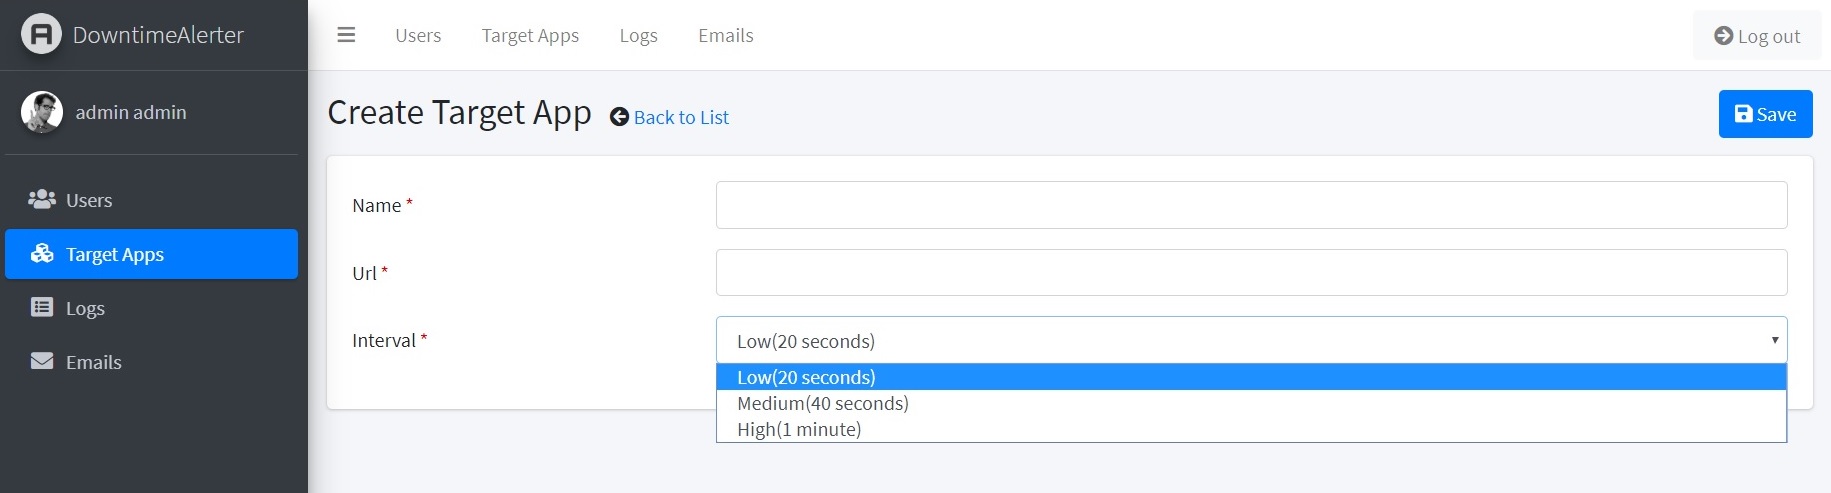 DowntimeAlerter
Users Target Apps Logs Emails Log out
admin admin
Create Target App Back to List Save
Users
Target Apps
Logs
Emails
Name *
Url *
Interval *
Low(20 seconds)
Low(20 seconds)
Medium(40 seconds)
High(1 minute)